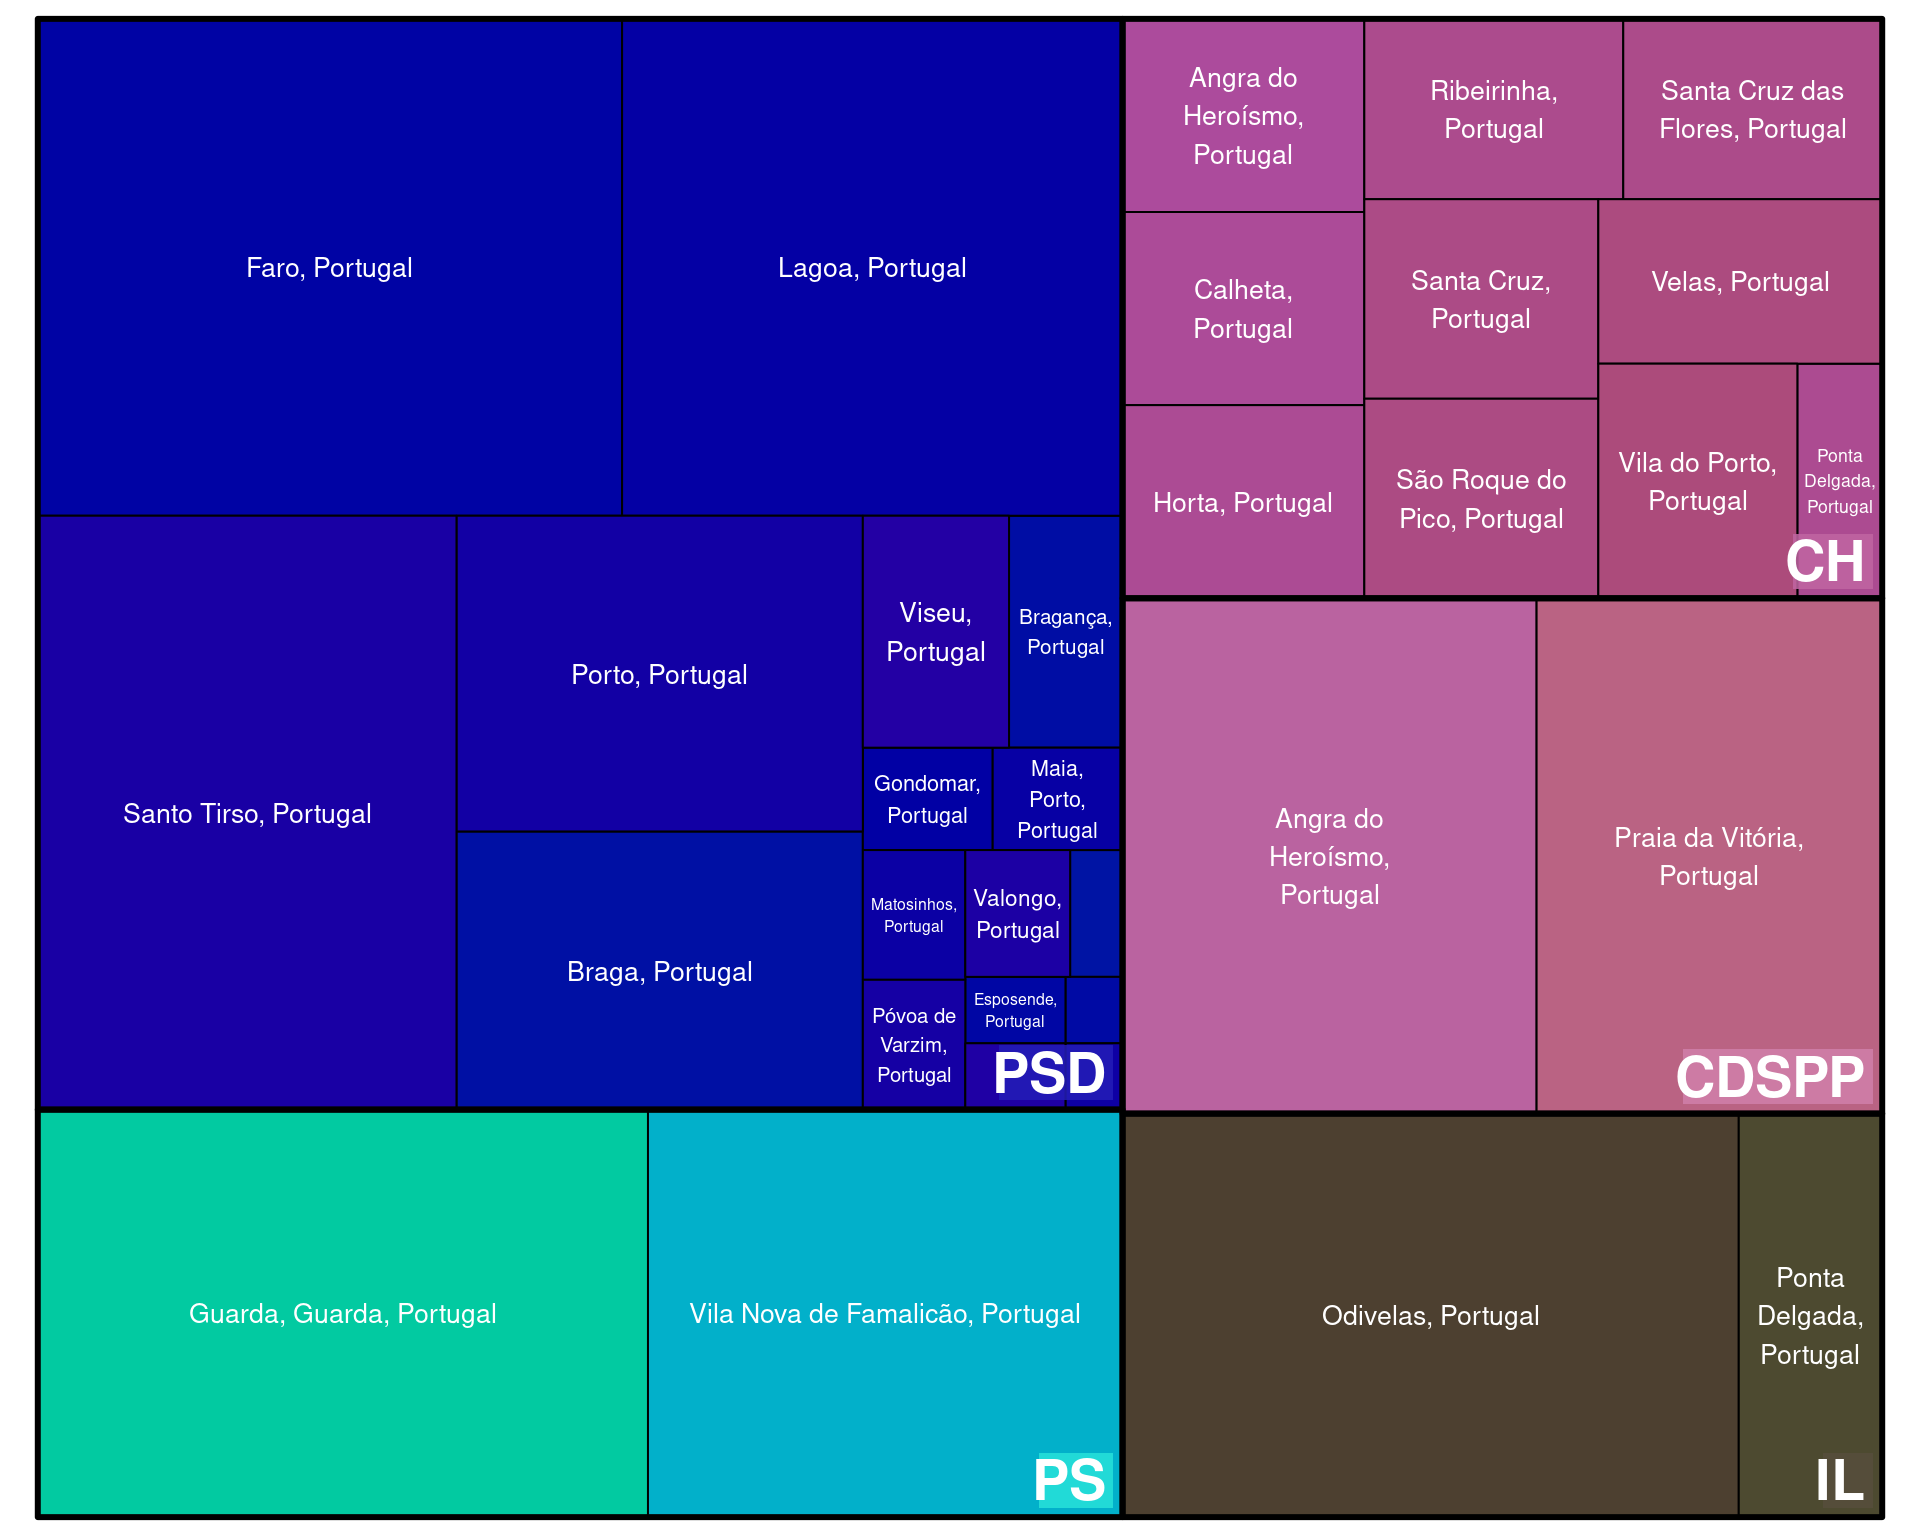 Faro, Portugal
Lagoa, Portugal
Santo Tirso, Portugal
Porto, Portugal
Braga, Portugal
Viseu,
Portugal
Bragança,
Portugal
Gondomar,
Portugal
Maia,
Porto,
Portugal
Matosinhos,
Portugal
Valongo,
Portugal
Póvoa de
Varzim,
Portugal
Esposende,
Portugal
PSD
Guarda, Guarda, Portugal
Vila Nova de Famalicão, Portugal
PS
Angra do
Heroísmo,
Portugal
Ribeirinha,
Portugal
Santa Cruz das
Flores, Portugal
Calheta,
Portugal
Santa Cruz,
Portugal
Velas, Portugal
Horta, Portugal
São Roque do
Pico, Portugal
Vila do Porto,
Portugal
Ponta
Delgada,
Portugal
CH
Angra do
Heroísmo,
Portugal
Praia da Vitória,
Portugal
CDSPP
Odivelas, Portugal
Ponta
Delgada,
Portugal
IL